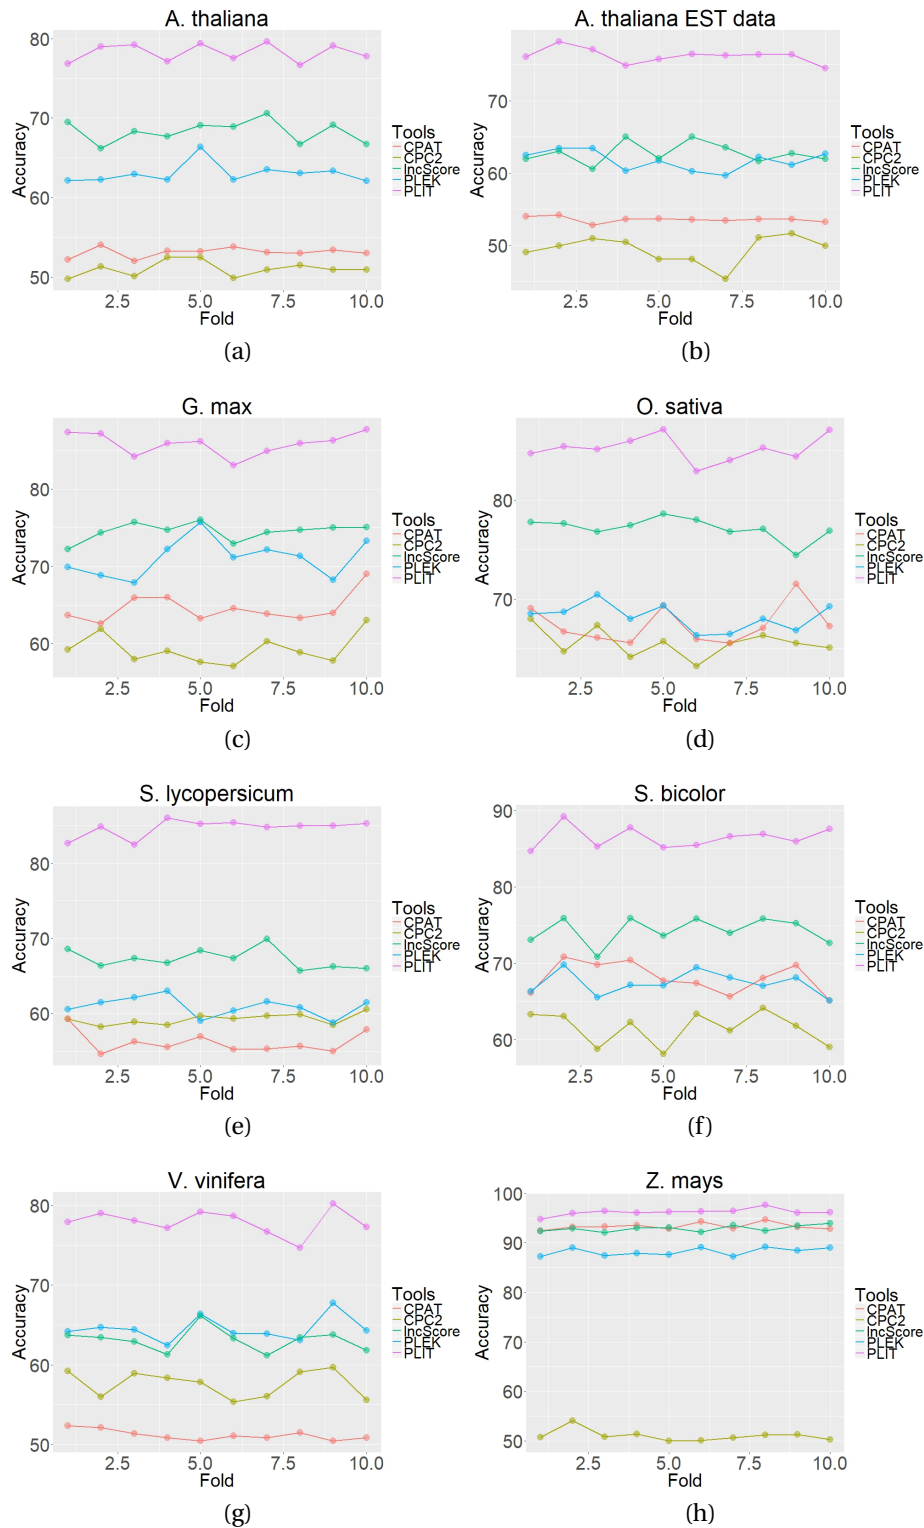 A. thaliana
80
70
60
50
Accuracy
2.5 5.0 7.5 10.0
Fold
Tools
CPAT
CPC2
lncScore
PLEK
PLIT
(a)
A. thaliana EST data
70
60
50
Accuracy
2.5 5.0 7.5 10.0
Fold
Tools
CPAT
CPC2
lncScore
PLEK
PLIT
(b)
G. max
80
70
60
Accuracy
2.5 5.0 7.5 10.0
Fold
Tools
CPAT
CPC2
lncScore
PLEK
PLIT
(c)
O. sativa
80
70
Accuracy
2.5 5.0 7.5 10.0
Fold
Tools
CPAT
CPC2
lncScore
PLEK
PLIT
(d)
S. lycopersicum
80
70
60
Accuracy
2.5 5.0 7.5 10.0
Fold
Tools
CPAT
CPC2
lncScore
PLEK
PLIT
(e)
S. bicolor
90
80
70
60
Accuracy
2.5 5.0 7.5 10.0
Fold
Tools
CPAT
CPC2
lncScore
PLEK
PLIT
(f)
V. vinifera
80
70
60
50
Accuracy
2.5 5.0 7.5 10.0
Fold
Tools
CPAT
CPC2
lncScore
PLEK
PLIT
(g)
Z. mays
100
90
80
70
60
50
Accuracy
2.5 5.0 7.5 10.0
Fold
Tools
CPAT
CPC2
lncScore
PLEK
PLIT
(h)